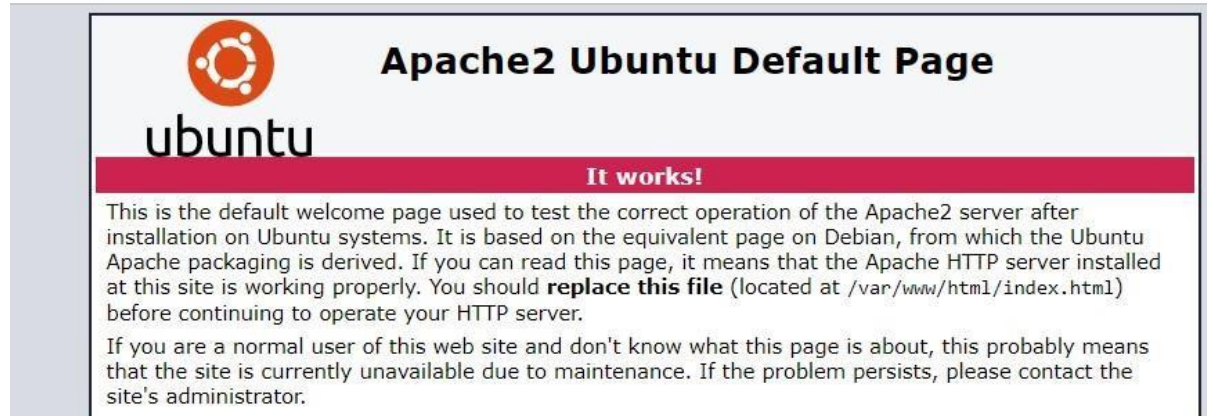 Apache2 Ubuntu Default Page
ubuntu
It works!
This is the default welcome page used to test the correct operation of the Apache2 server after
installation on Ubuntu systems. It is based on the equivalent page on Debian, from which the Ubuntu
Apache packaging is derived. If you can read this page, it means that the Apache HTTP server installed
at this site is working properly. You should replace this file (located at /var/www/html/index.html)
before continuing to operate your HTTP server.
If you are a normal user of this web site and don't know what this page is about, this probably means
that the site is currently unavailable due to maintenance. If the problem persists, please contact the
site's administrator.